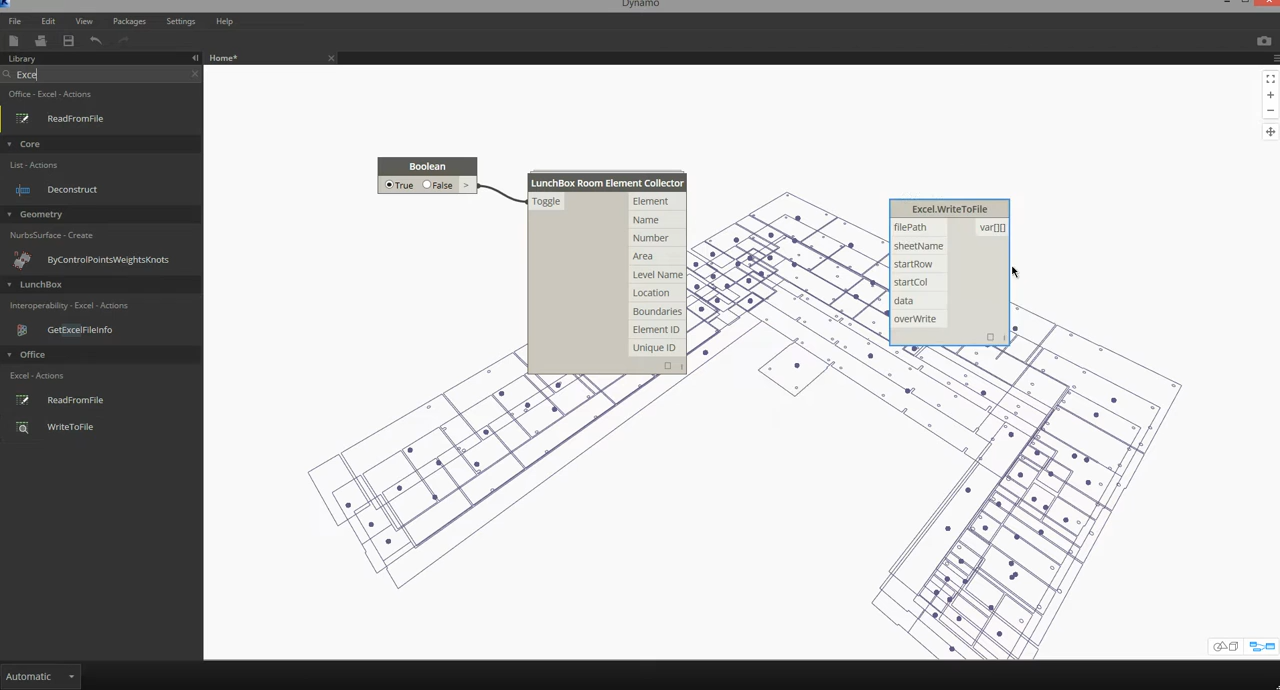 Dynamo
File Edit View Packages Settings Help
Library
Home*
Exce
Office - Excel - Actions
ReadFromFile
Core
List - Actions
Deconstruct
Geometry
NurbsSurface - Create
ByControlPointsWeightsKnots
LunchBox
Interoperability - Excel - Actions
GetExcelFileInfo
Office
Excel - Actions
ReadFromFile
WriteToFile
Boolean
True False >
LunchBox Room Element Collector
Toggle Element
Name
Number
Area
Level Name
Location
Boundaries
Element ID
Unique ID
Excel.WriteToFile
filePath var[][]
sheetName
startRow
startCol
data
overWrite
Automatic